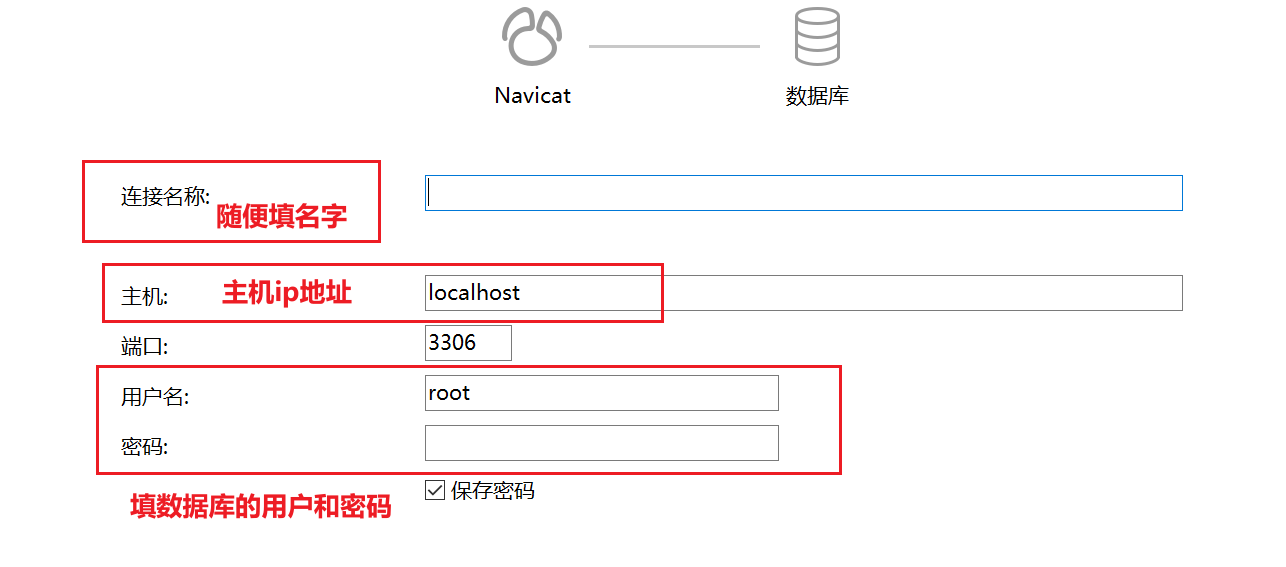 Navicat
数据库
连接名称:
随便填名字
主机:
主机ip地址
localhost
端口:
3306
用户名:
root
密码:
保存密码
填数据库的用户和密码